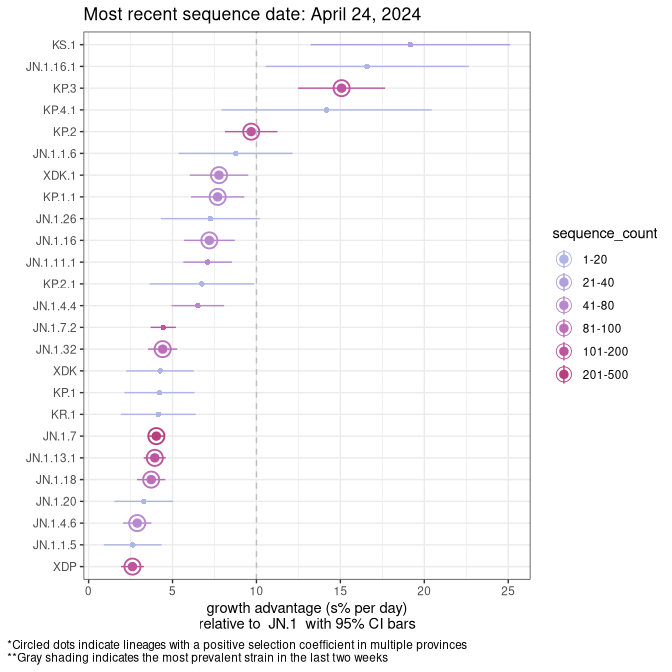 Most recent sequence date: April 24, 2024
KS.1
JN.1.16.1
KP.3
KP.4.1
KP.2
JN.1.1.6
XDK.1
KP.1.1
JN.1.26
JN.1.16
JN.1.11.1
KP.2.1
JN.1.4.4
JN.1.7.2
JN.1.32
XDK
KP.1
KR.1
JN.1.7
JN.1.13.1
JN.1.18
JN.1.20
JN.1.4.6
JN.1.1.5
XDP
0 5 10 15 20 25
growth advantage (s% per day)
relative to JN.1 with 95% CI bars
sequence_count
1-20
21-40
41-80
81-100
101-200
201-500
*Circled dots indicate lineages with a positive selection coefficient in multiple provinces
**Gray shading indicates the most prevalent strain in the last two weeks